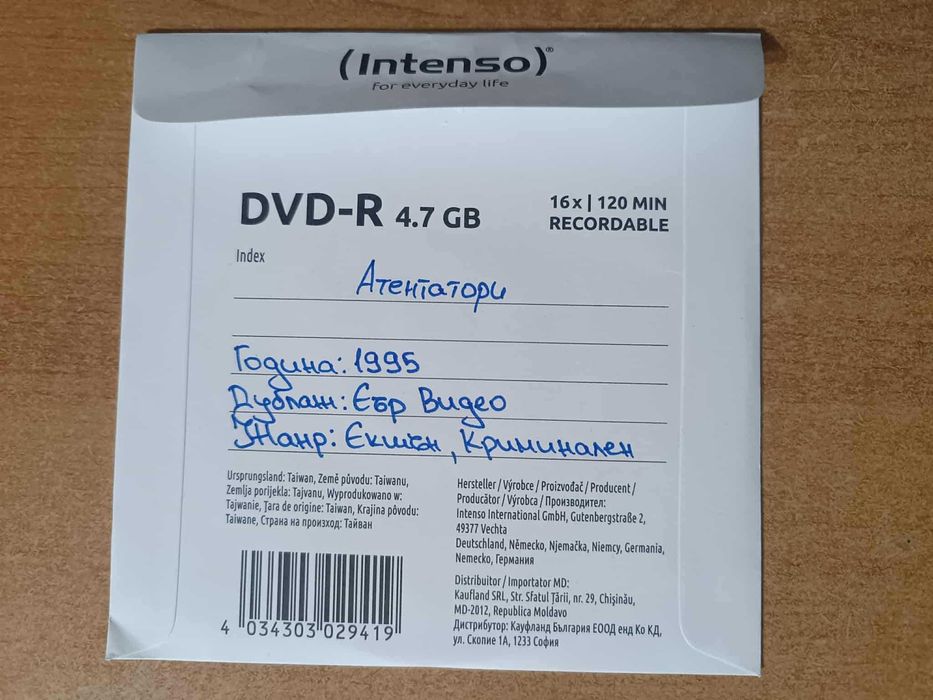 (Intenso)®
For everyday life
DVD-R 4.7 GB
16x | 120 MIN
RECORDABLE
Index
Атентатори
Година: 1995
Дублаж: Еър Видео
Жанр: Екшън, Криминален
Ursprungsland: Taiwan, Země původu: Taiwanu,
Zemlja porijekla: Tajvanu, Wyprodukowano w:
Tajwanie, Țara de origine: Taiwan, Krajina pôvodu:
Taiwane, Страна на произход: Тайван
4 034303 029419
Hersteller / Výrobce / Proizvođač / Producent /
Producător / Výrobca / Производител:
Intenso International GmbH, Gutenbergstraße 2,
49377 Vechta
Deutschland, Německo, Njemačka, Niemcy, Germania,
Nemecko, Германия
Distribuitor / Importator MD:
Kaufland SRL, Str. Sfatul Țării, nr. 29, Chișinău,
MD-2012, Republica Moldavo
Дистрибутор: Кауфланд България ЕООД енд Ко КД,
ул. Скопие 1А, 1233 София